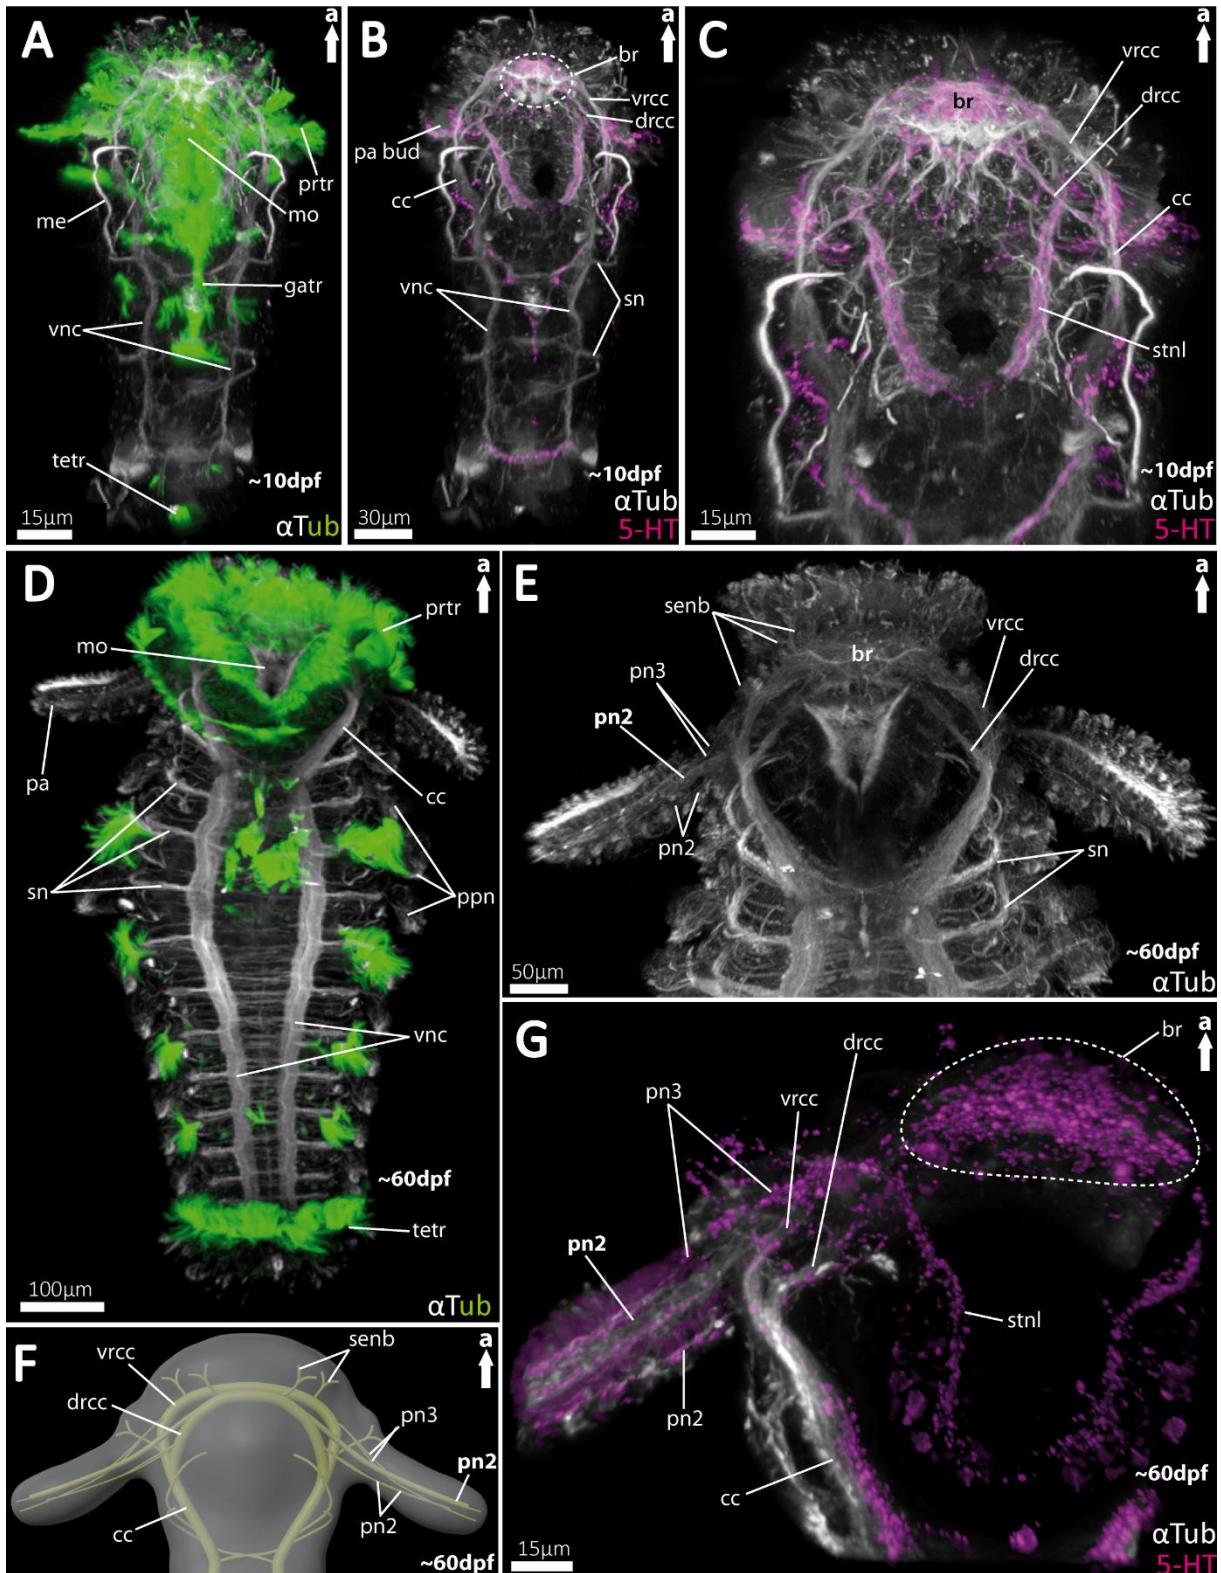 A
a
prtr
mo
me
gatr
vnc
tetr
~10dpf
15µm
αTub
B
a
br
vrcc
drcc
pa bud
cc
vnc
sn
~10dpf
αTub
30µm
5-HT
C
a
vrcc
br
drcc
cc
stnl
~10dpf
αTub
15µm
5-HT
D
a
prtr
mo
pa
cc
sn
ppn
vnc
~60dpf
tetr
100µm
αTub
E
a
senb
vrcc
br
drcc
pn3
pn2
pn2
sn
~60dpf
50µm
αTub
F
a
senb
vrcc
drcc
pn3
pn2
pn2
cc
~60dpf
G
a
br
drcc
vrcc
pn3
pn2
stnl
pn2
cc
~60dpf
αTub
15µm
5-HT